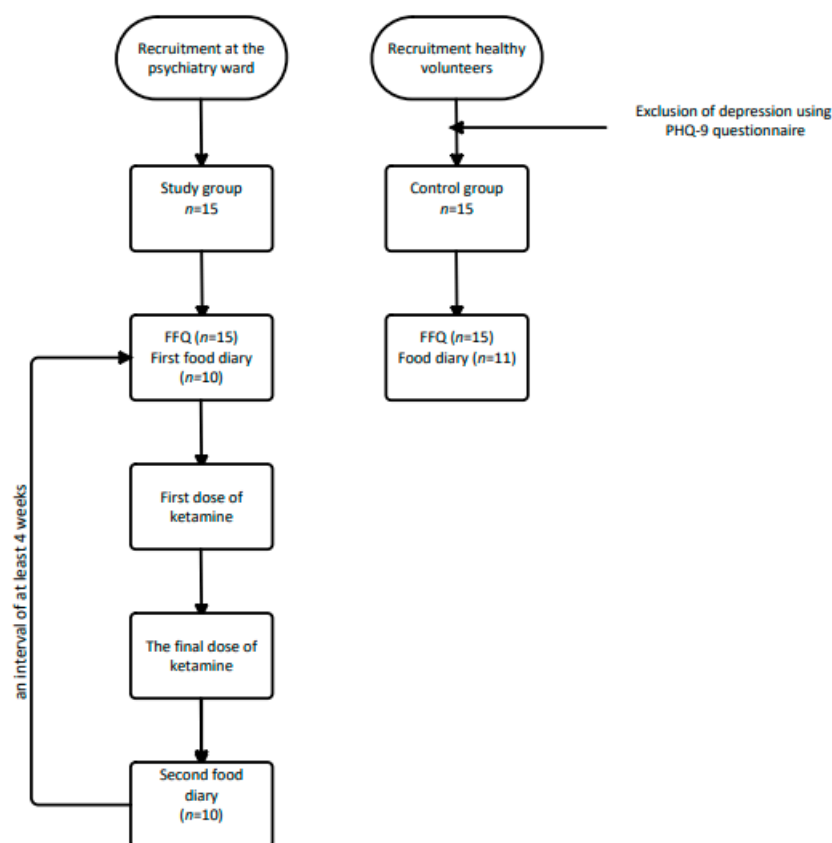 Recruitment at the
psychiatry ward
Recruitment healthy
volunteers
Exclusion of depression using
PHQ-9 questionnaire
Study group
n=15
Control group
n=15
FFQ (n=15)
First food diary
(n=10)
FFQ (n=15)
Food diary (n=11)
First dose of
ketamine
The final dose of
ketamine
Second food
diary
(n=10)
an interval of at least 4 weeks